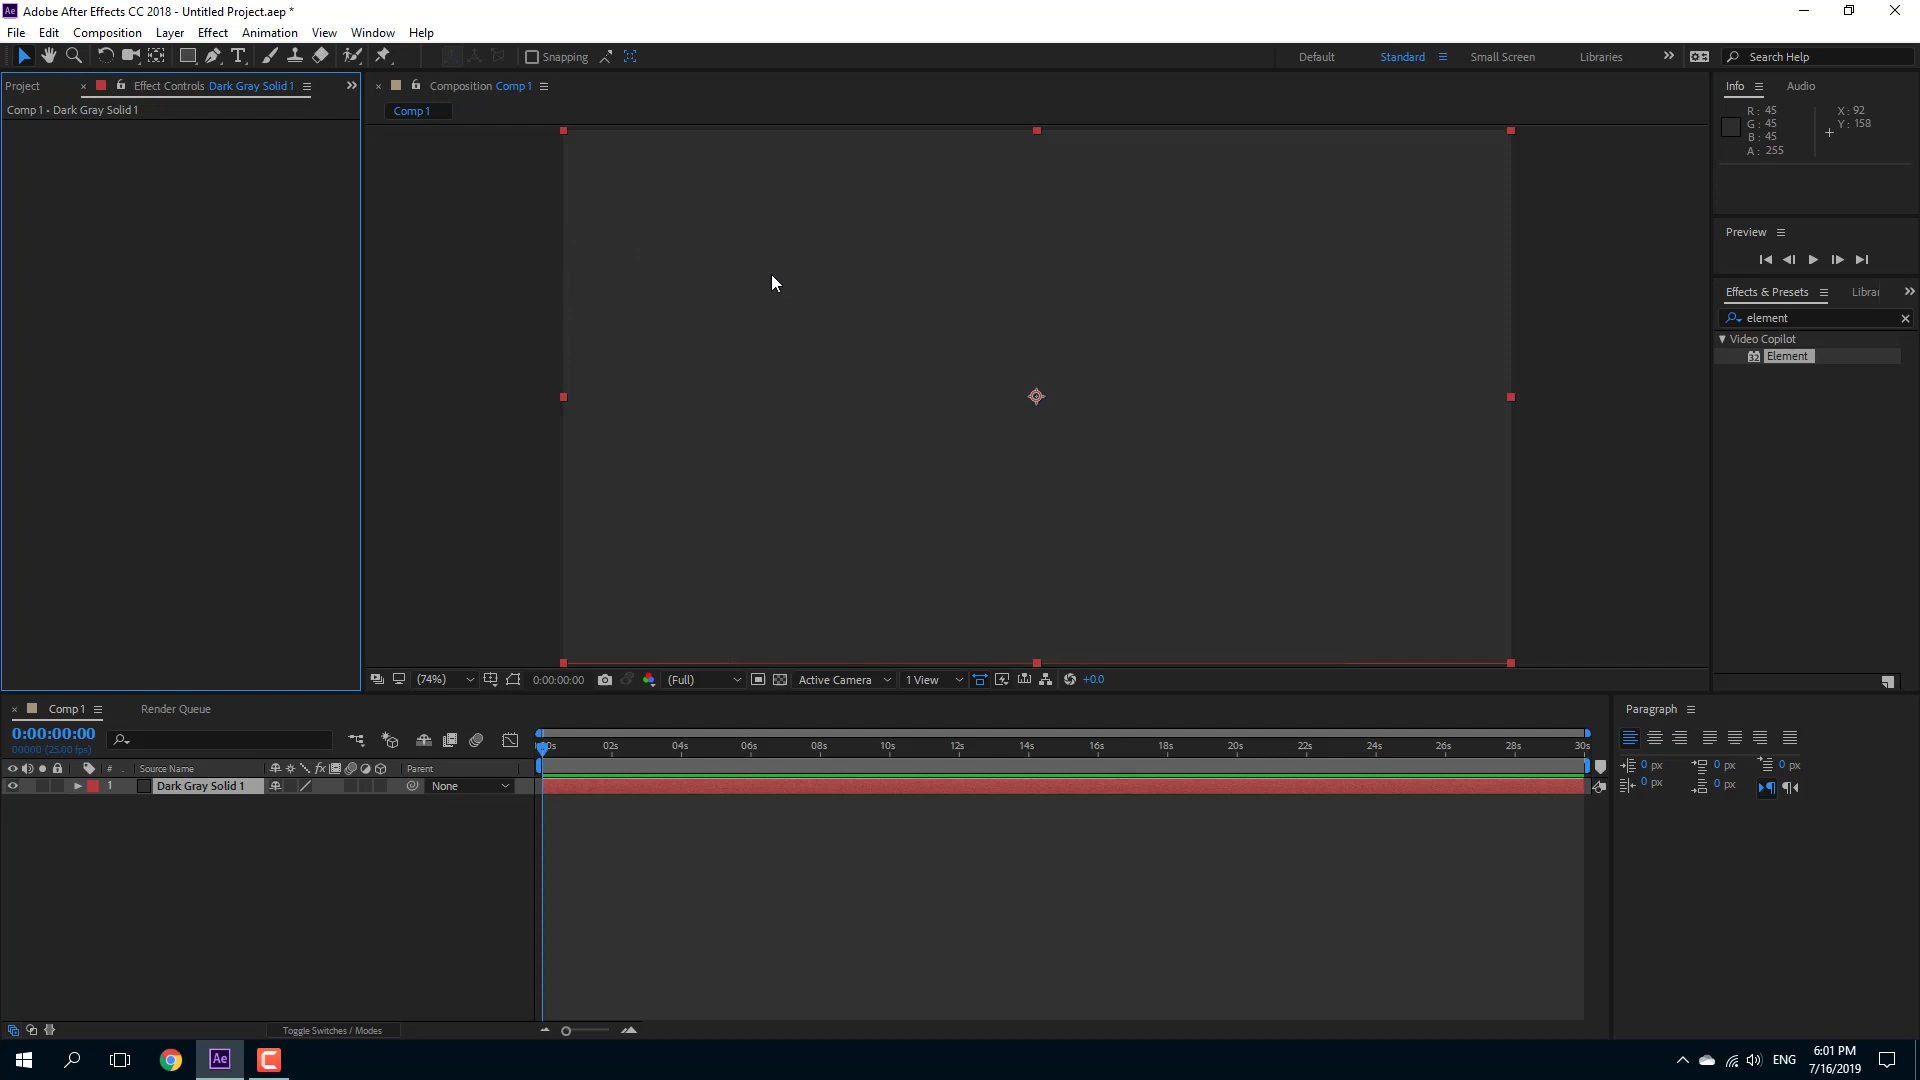 Adobe After Effects CC 2018 - Untitled Project.aep *
File Edit Composition Layer Effect Animation View Window Help
Snapping Default Standard Small Screen Libraries Search Help
Project Effect Controls Dark Gray Solid 1
Comp 1 • Dark Gray Solid 1
Composition Comp 1
Comp 1
Info Audio
R: 45 X: 92
G: 45 Y: 158
B: 45
A: 255
Preview
Effects & Presets Librar
element
Video Copilot
32 Element
(74%) 0:00:00:00 (Full) Active Camera 1 View +0.0
Comp 1 Render Queue
0:00:00:00
00000 (25.00 fps)
02s 04s 06s 08s 10s 12s 14s 16s 18s 20s 22s 24s 26s 28s 30s
# Source Name fx Parent
1 Dark Gray Solid 1 None
Paragraph
0 px 0 px 0 px
0 px 0 px
Toggle Switches / Modes
Ae ENG 6:01 PM
7/16/2019